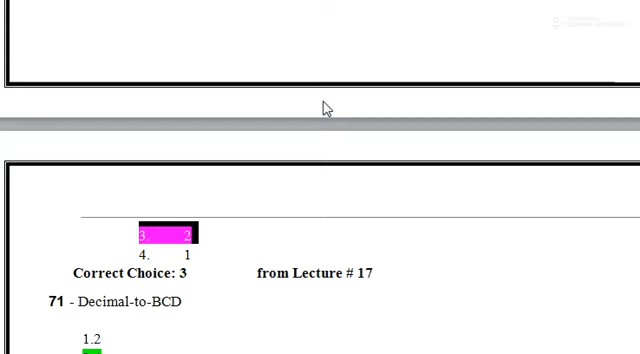 3. 2
4. 1
Correct Choice: 3 from Lecture # 17
71 - Decimal-to-BCD
1.2